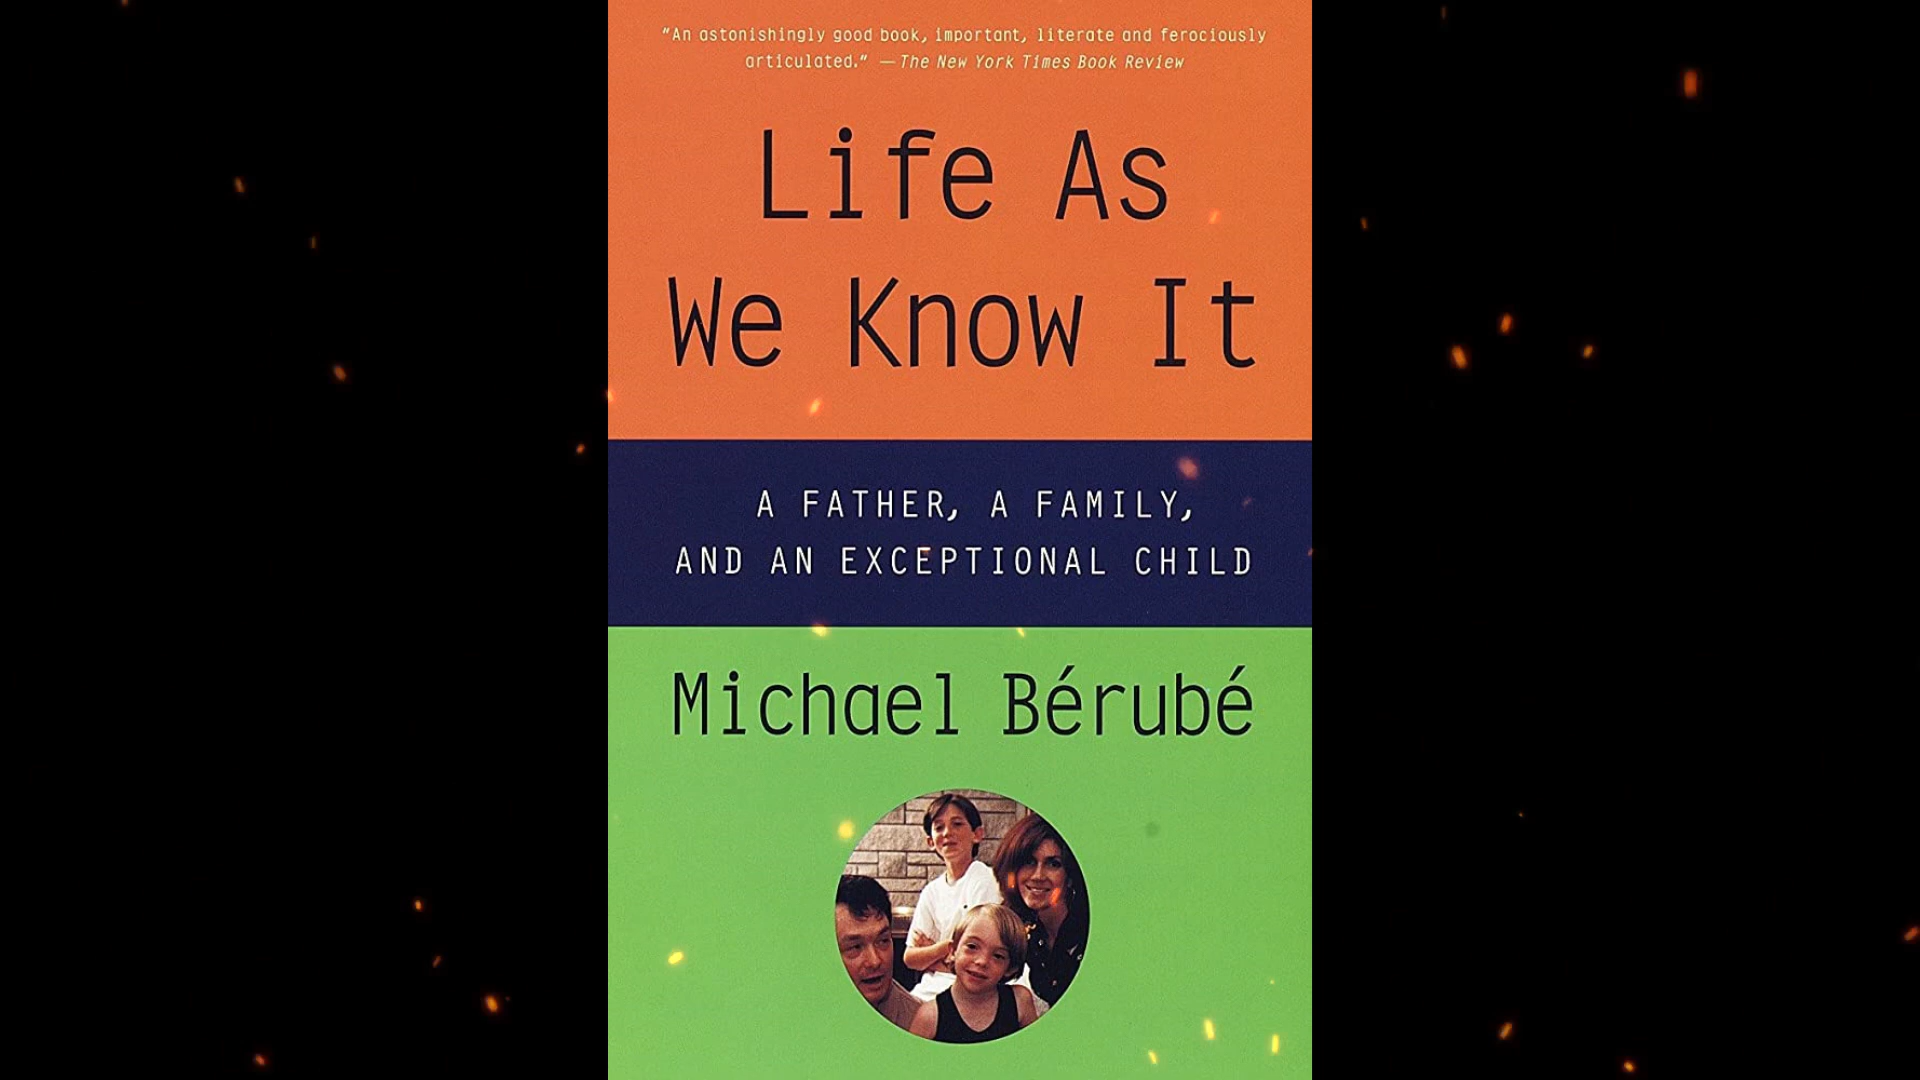 "An astonishingly good book, important, literate and ferociously
articulated." —The New York Times Book Review
Life As
We Know It
A FATHER, A FAMILY,
AND AN EXCEPTIONAL CHILD
Michael Bérubé